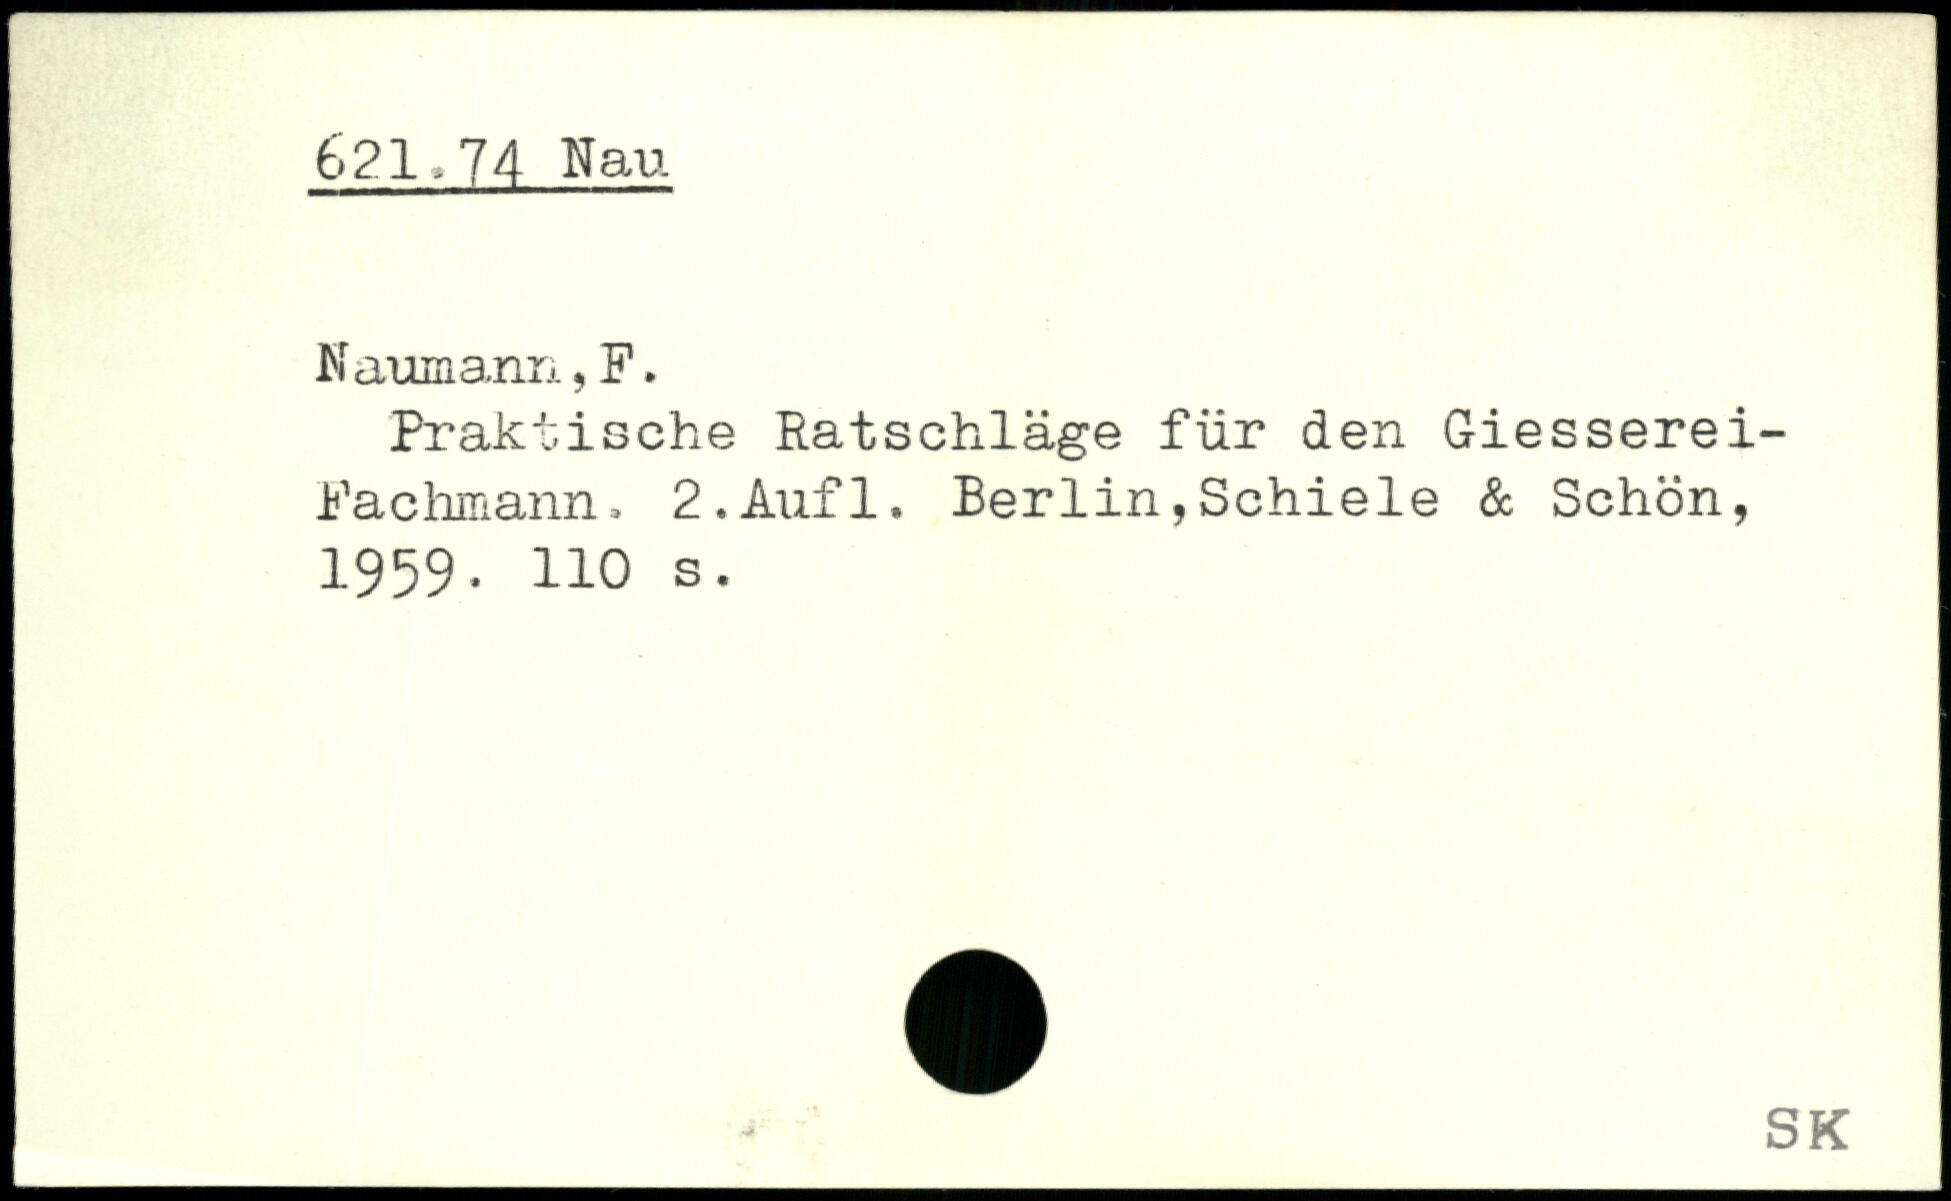 621.74 Nau
Naumann,F.
Praktische Ratschläge für den Giesserei-
Fachmann. 2.Aufl. Berlin,Schiele & Schön,
1959. 110 s.
SK